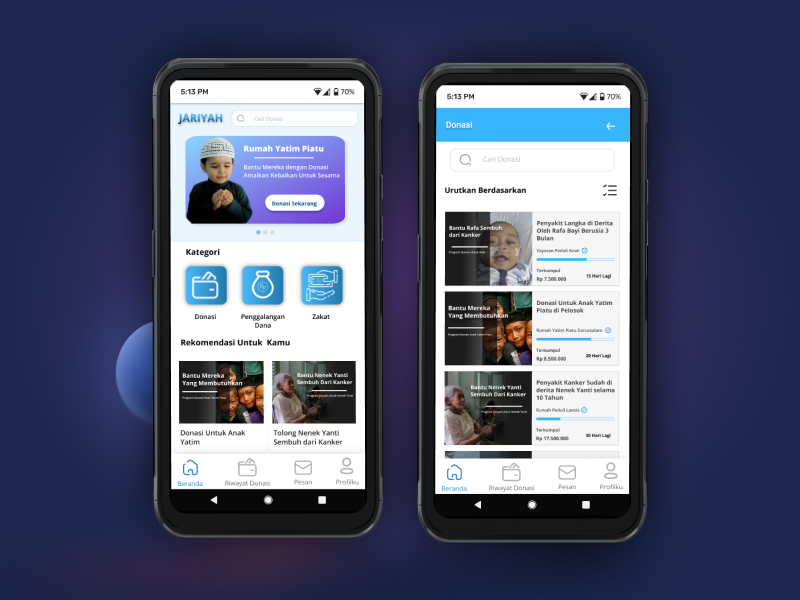 5:13 PM
70%
JARIYAH
Cari Donasi
Rumah Yatim Piatu
Bantu Mereka dengan Donasi
Amalkan Kebaikan Untuk Sesama
Donasi Sekarang
Kategori
Donasi
Penggalangan
Dana
Zakat
Rekomendasi Untuk Kamu
Bantu Mereka
Yang Membutuhkan
Bantu Nenek Yanti
Sembuh Dari Kanker
Donasi Untuk Anak
Yatim
Tolong Nenek Yanti
Sembuh dari Kanker
Beranda
Riwayat Donasi
Pesan
Profilku
5:13 PM
70%
Donasi
Cari Donasi
Urutkan Berdasarkan
Bantu Rafa Sembuh
dari Kanker
Penyakit Langka di Derita
Oleh Rafa Bayi Berusia 3
Bulan
Yayasan Peduli Anak
Terkumpul
Rp 7.500.000
15 Hari Lagi
Bantu Mereka
Yang Membutuhkan
Donasi Untuk Anak Yatim
Piatu di Pelosok
Rumah Yatim Piatu Darussalam
Terkumpul
Rp 8.500.000
20 Hari Lagi
Bantu Nenek Yanti
Sembuh Dari Kanker
Penyakit Kanker Sudah di
derita Nenek Yanti selama
10 Tahun
Rumah Peduli Lansia
Terkumpul
Rp 17.500.000
30 Hari Lagi
Beranda
Riwayat Donasi
Pesan
Profilku